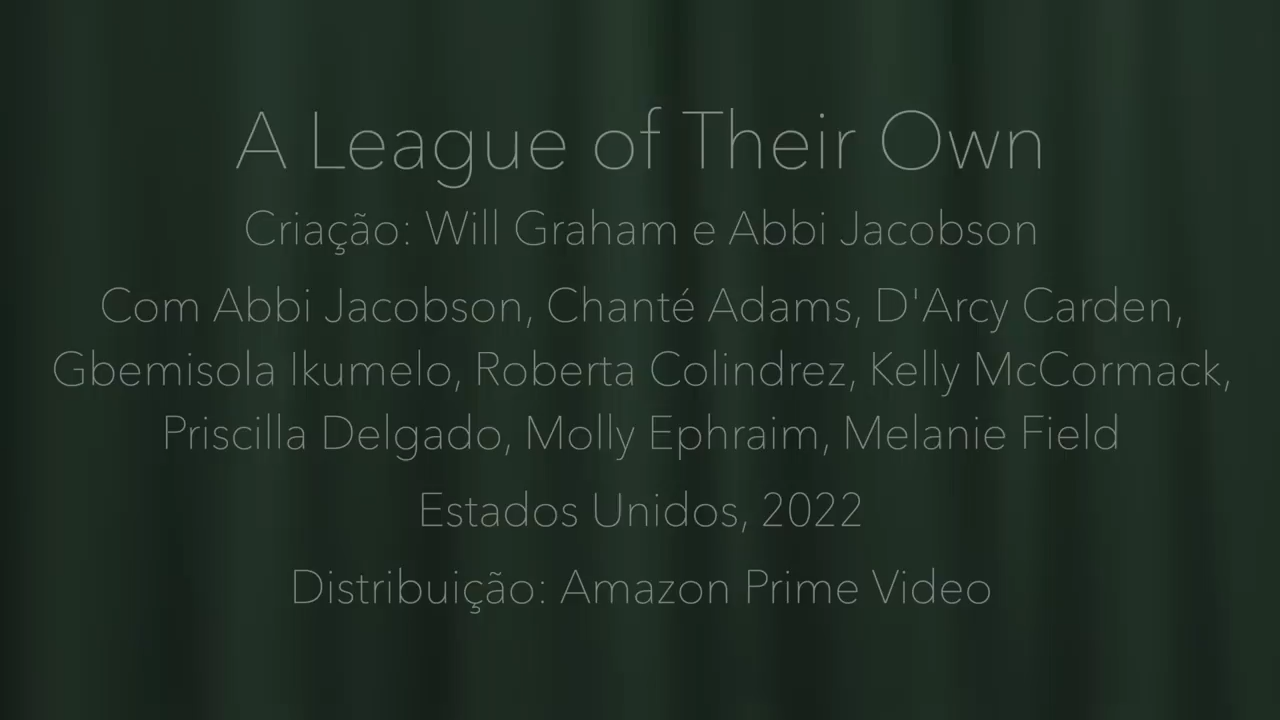 A League of Their Own
Criação: Will Graham e Abbi Jacobson
Com Abbi Jacobson, Chanté Adams, D'Arcy Carden,
Gbemisola Ikumelo, Roberta Colindrez, Kelly McCormack,
Priscilla Delgado, Molly Ephraim, Melanie Field
Estados Unidos, 2022
Distribuição: Amazon Prime Video